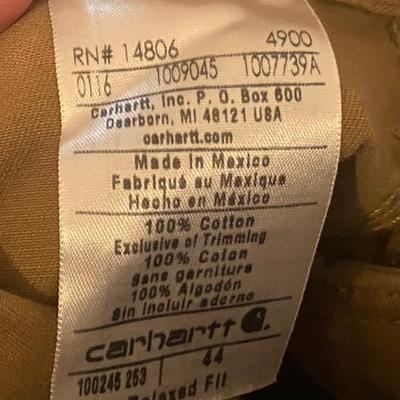 RN# 14806 4900
0116 1009045 1007739A
Carhartt, Inc. P. O. Box 600
Dearborn, MI 48121 USA
carhartt.com
Made in Mexico
Fabriqué au Mexique
Hecho en México
100% Cotton
Exclusive of Trimming
100% Coton
Sans garniture
100% Algodón
Sin incluir adorno
carhartt
100245 253 44
Relaxed Fit